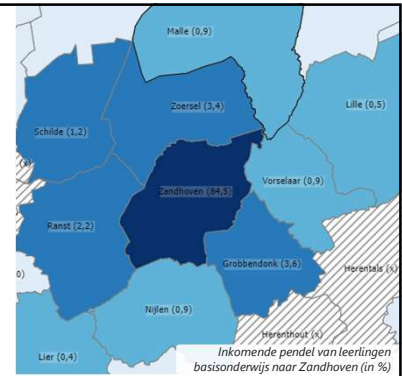 Malle (0,9)
Lille (0,5)
Zoersel (3,4)
Schilde (1,2)
(x)
Vorselaar (0,9)
Zandhoven (84,5)
Ranst (2,2)
Herentals (x)
Grobbendonk (3,6)
0)
Nijlen (0,9)
Herenthout (x)
Lier (0,4)
Inkomende pendel van leerlingen
basisonderwijs naar Zandhoven (in %)